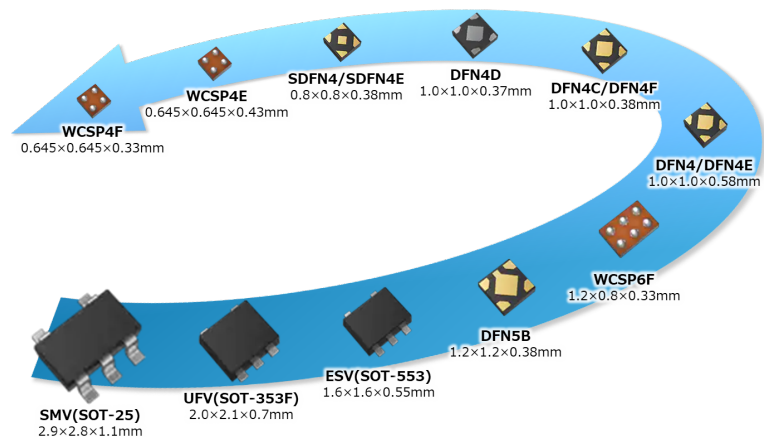 SMV(SOT-25)
2.9×2.8×1.1mm
UFV(SOT-353F)
2.0×2.1×0.7mm
ESV(SOT-553)
1.6×1.6×0.55mm
DFN5B
1.2×1.2×0.38mm
WCSP6F
1.2×0.8×0.33mm
DFN4/DFN4E
1.0×1.0×0.58mm
DFN4C/DFN4F
1.0×1.0×0.38mm
DFN4D
1.0×1.0×0.37mm
SDFN4/SDFN4E
0.8×0.8×0.38mm
WCSP4E
0.645×0.645×0.43mm
WCSP4F
0.645×0.645×0.33mm